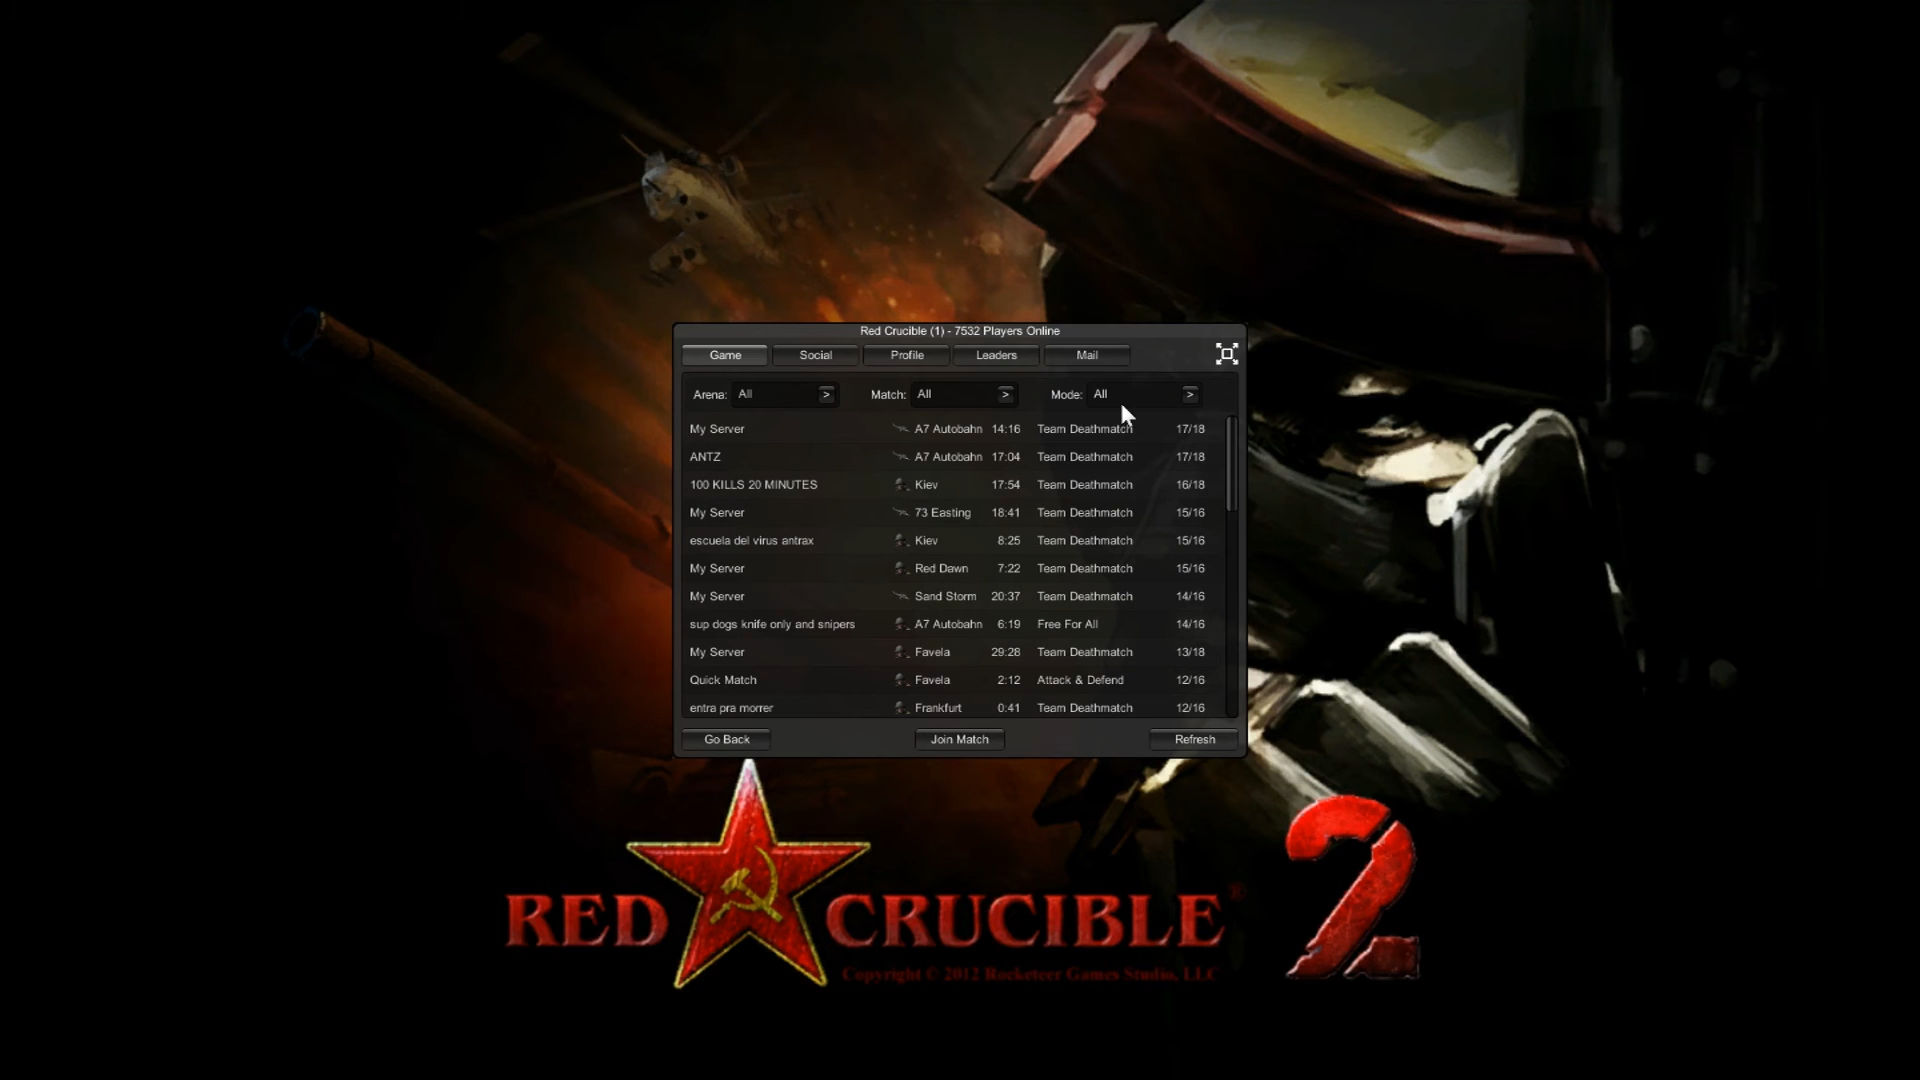 Red Crucible (1) - 7532 Players Online
Game Social Profile Leaders Mail
Arena: All > Match: All > Mode: All >
My Server A7 Autobahn 14:16 Team Deathmatch 17/18
ANTZ A7 Autobahn 17:04 Team Deathmatch 17/18
100 KILLS 20 MINUTES Kiev 17:54 Team Deathmatch 16/18
My Server 73 Easting 18:41 Team Deathmatch 15/16
escuela del virus antrax Kiev 8:25 Team Deathmatch 15/16
My Server Red Dawn 7:22 Team Deathmatch 15/16
My Server Sand Storm 20:37 Team Deathmatch 14/16
sup dogs knife only and snipers A7 Autobahn 6:19 Free For All 14/16
My Server Favela 29:28 Team Deathmatch 13/18
Quick Match Favela 2:12 Attack & Defend 12/16
entra pra morrer Frankfurt 0:41 Team Deathmatch 12/16
Go Back Join Match Refresh
RED CRUCIBLE® 2
Copyright © 2012 Rocketeer Games Studio, LLC